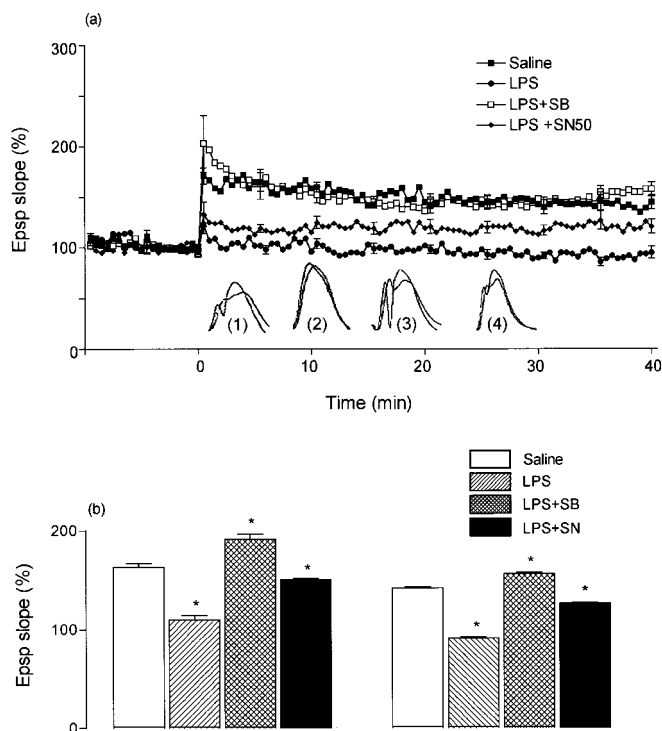 (a)
300
200
100
0
Epsp slope (%)
Saline
LPS
LPS+SB
LPS +SN50
(1)
(2)
(3)
(4)
0
10
20
30
40
Time (min)
Saline
LPS
LPS+SB
LPS+SN
(b)
200
100
0
Epsp slope (%)
*
*
*
*
*
*